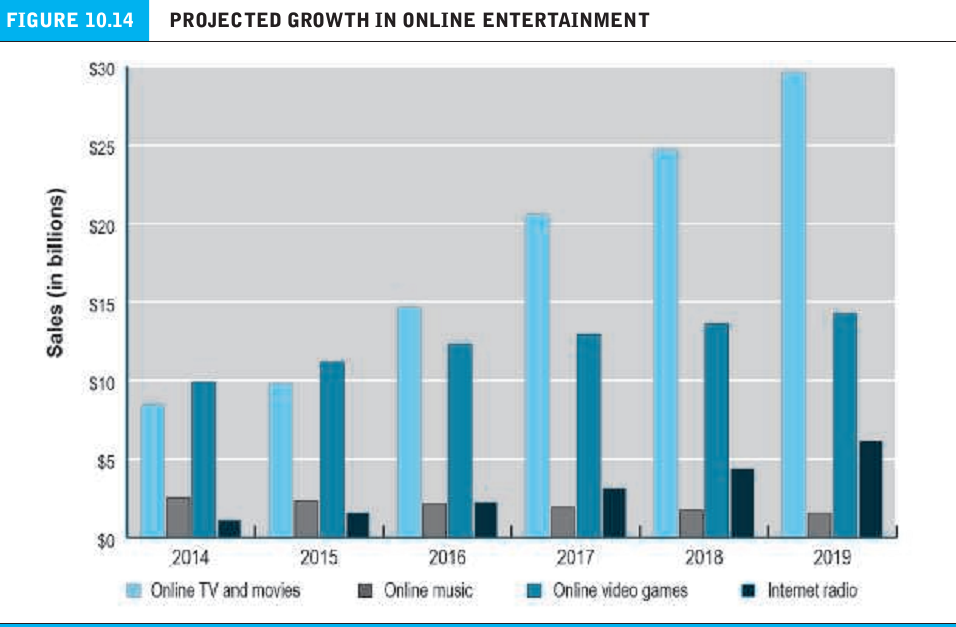 FIGURE 10.14 PROJECTED GROWTH IN ONLINE ENTERTAINMENT
$30
$25
$20
$15
$10
$5
$0
Sales (in billions)
2014 2015 2016 2017 2018 2019
Online TV and movies Online music Online video games Internet radio